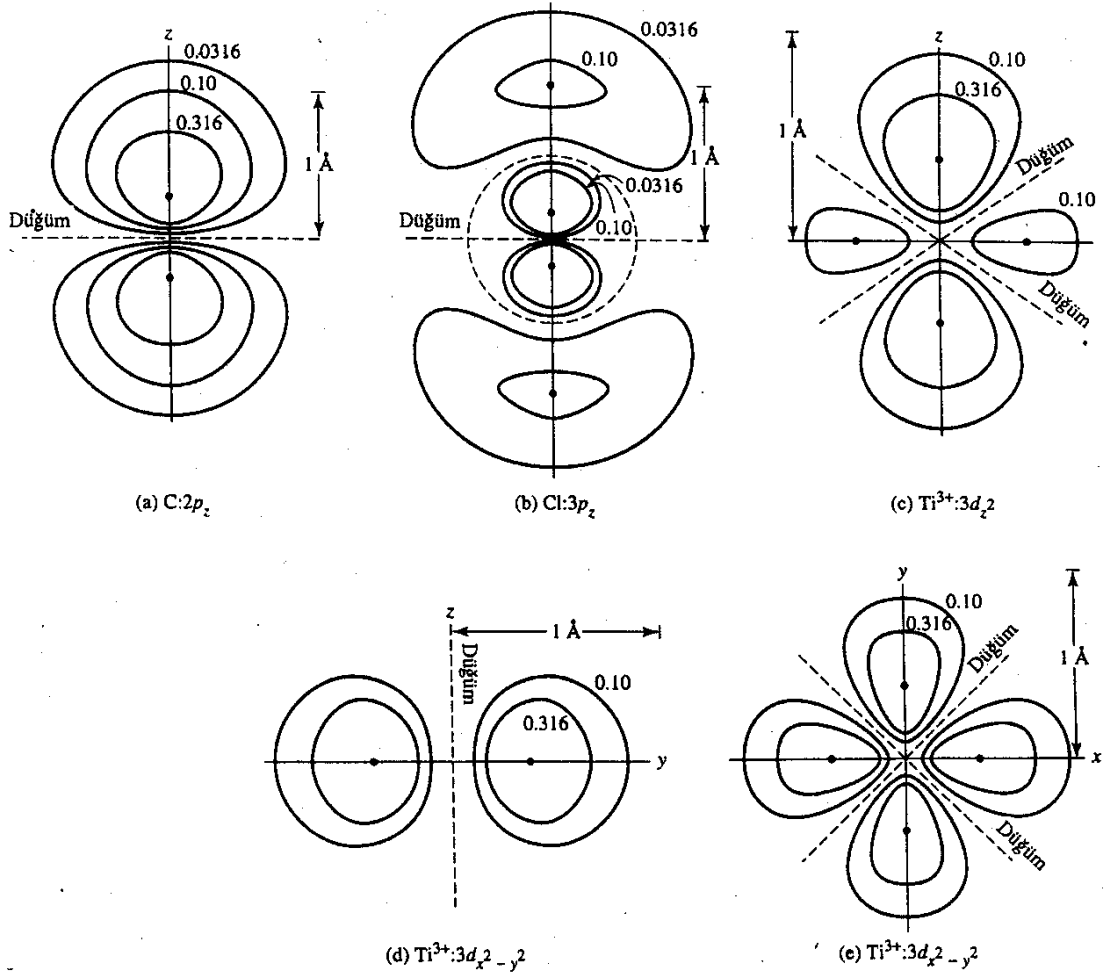 z
0.0316
0.10
0.316
1 Å
Düğüm
(a) C:2p_z
0.0316
0.10
1 Å
0.0316
0.10
Düğüm
(b) Cl:3p_z
z
0.10
0.316
1 Å
Düğüm
0.10
Düğüm
(c) Ti³⁺:3d_z²
z
1 Å
Düğüm
0.10
0.316
y
(d) Ti³⁺:3d_x² – y²
y
0.10
0.316
Düğüm
1 Å
x
Düğüm
(e) Ti³⁺:3d_x² – y²